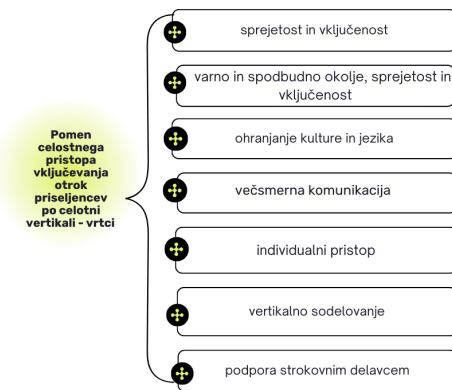 Pomen
celostnega
pristopa
vključevanja
otrok
priseljencev
po celotni
vertikali - vrtci
sprejetost in vključenost
varno in spodbudno okolje, sprejetost in
vključenost
ohranjanje kulture in jezika
večsmerna komunikacija
individualni pristop
vertikalno sodelovanje
podpora strokovnim delavcem